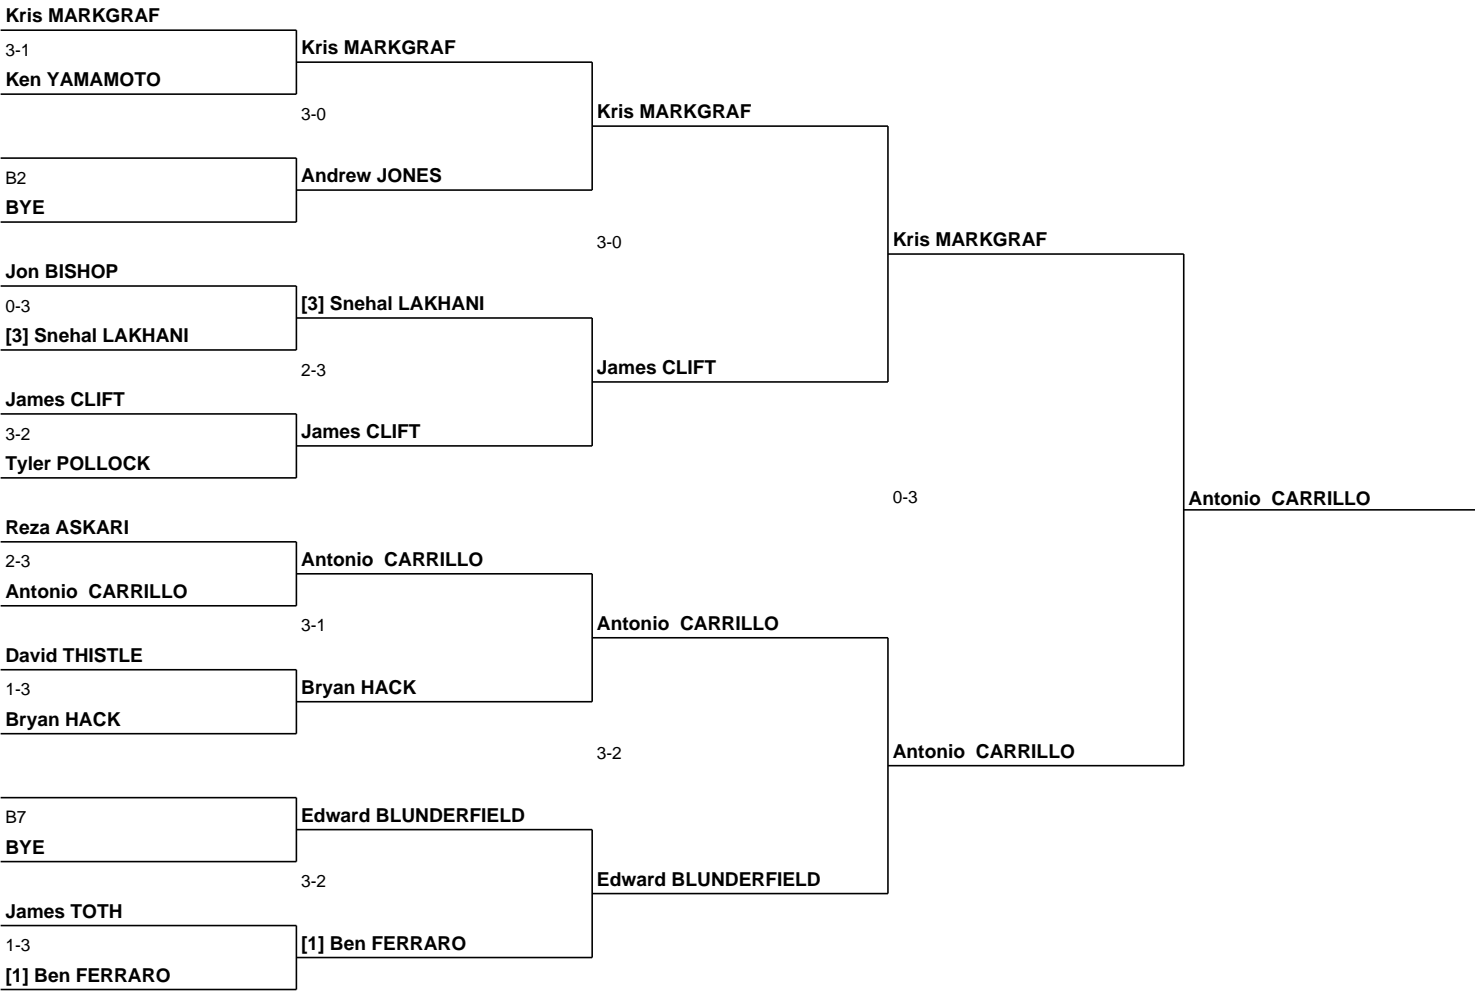 Kris MARKGRAF
3-1
Ken YAMAMOTO
B2
BYE
Jon BISHOP
0-3
[3] Snehal LAKHANI
James CLIFT
3-2
Tyler POLLOCK
Reza ASKARI
2-3
Antonio  CARRILLO
David THISTLE
1-3
Bryan HACK
B7
BYE
James TOTH
1-3
[1] Ben FERRARO
Kris MARKGRAF
3-0
Andrew JONES
[3] Snehal LAKHANI
2-3
James CLIFT
Antonio  CARRILLO
3-1
Bryan HACK
Edward BLUNDERFIELD
3-2
[1] Ben FERRARO
Kris MARKGRAF
3-0
James CLIFT
Antonio  CARRILLO
3-2
Edward BLUNDERFIELD
Kris MARKGRAF
0-3
Antonio  CARRILLO
Antonio  CARRILLO